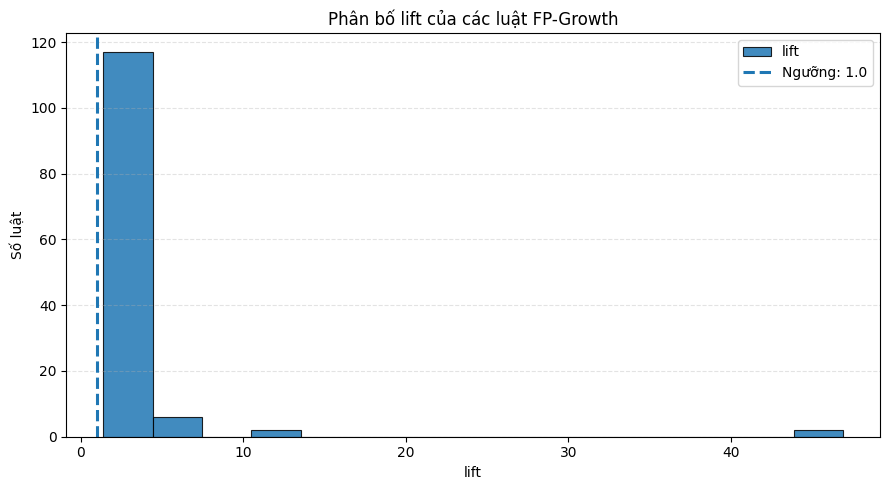 Phân bố lift của các luật FP-Growth
120
100
80
60
40
20
0
Số luật
lift
Ngưỡng: 1.0
0
10
20
30
40
lift